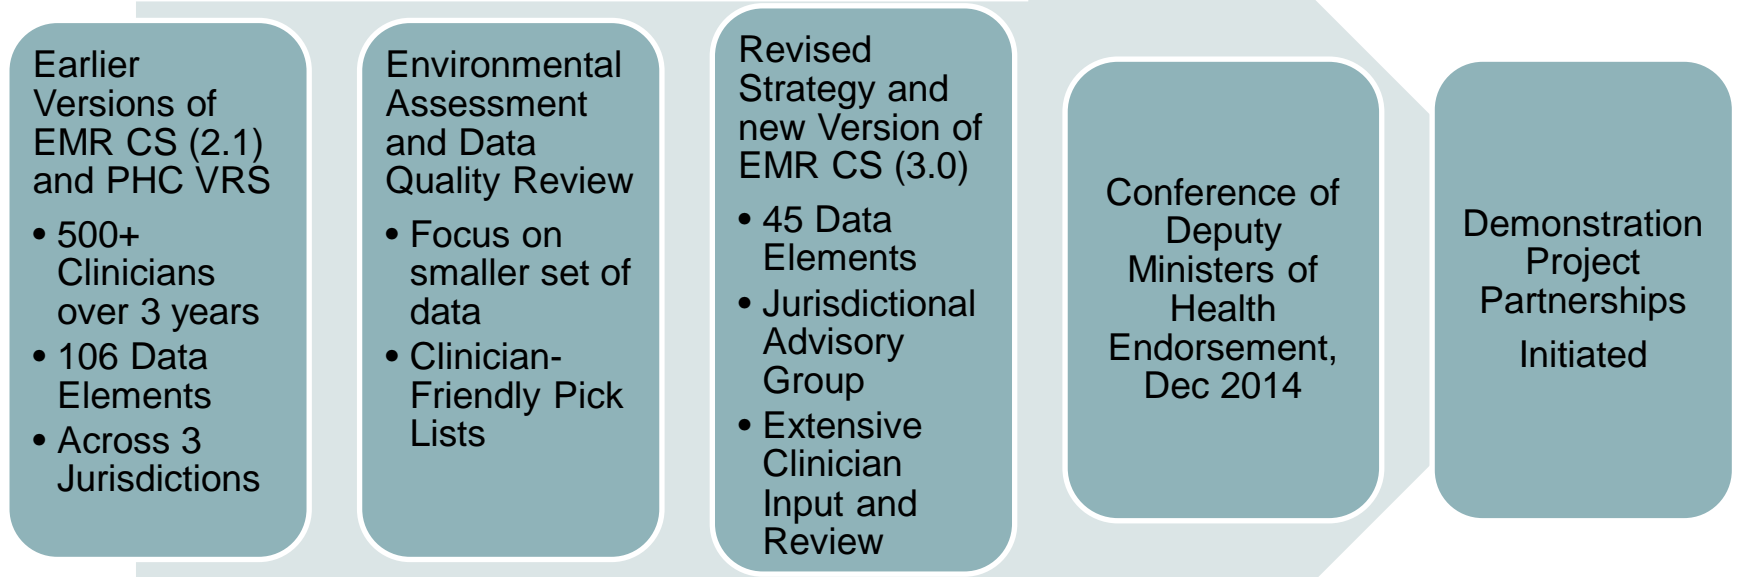 Earlier
Versions of
EMR CS (2.1)
and PHC VRS
• 500+
Clinicians
over 3 years
• 106 Data
Elements
• Across 3
Jurisdictions
Environmental
Assessment
and Data
Quality Review
• Focus on
smaller set of
data
• Clinician-
Friendly Pick
Lists
Revised
Strategy and
new Version of
EMR CS (3.0)
• 45 Data
Elements
• Jurisdictional
Advisory
Group
• Extensive
Clinician
Input and
Review
Conference of
Deputy
Ministers of
Health
Endorsement,
Dec 2014
Demonstration
Project
Partnerships
Initiated